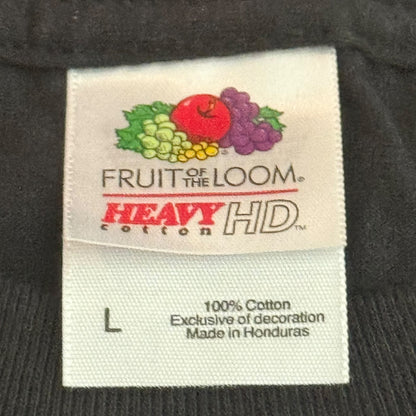 FRUIT OF THE LOOM®
HEAVY HD™
cotton
L
100% Cotton
Exclusive of decoration
Made in Honduras